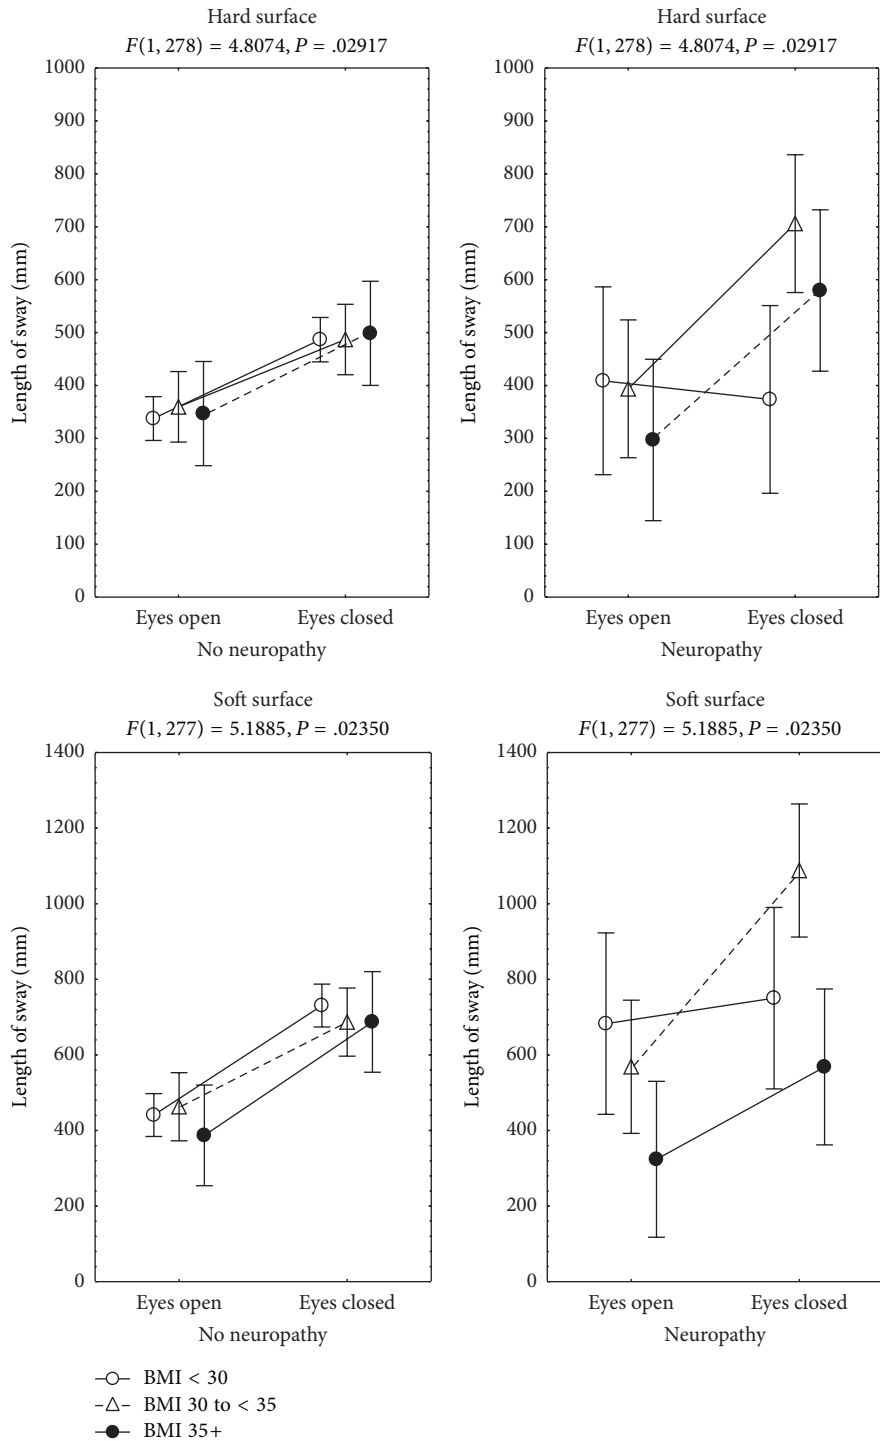 Hard surface
F(1, 278) = 4.8074, P = .02917
1000
900
800
700
600
500
400
300
200
100
0
Length of sway (mm)
Eyes open Eyes closed
No neuropathy
Hard surface
F(1, 278) = 4.8074, P = .02917
1000
900
800
700
600
500
400
300
200
100
0
Length of sway (mm)
Eyes open Eyes closed
Neuropathy
Soft surface
F(1, 277) = 5.1885, P = .02350
1400
1200
1000
800
600
400
200
0
Length of sway (mm)
Eyes open Eyes closed
No neuropathy
Soft surface
F(1, 277) = 5.1885, P = .02350
1400
1200
1000
800
600
400
200
0
Length of sway (mm)
Eyes open Eyes closed
Neuropathy
BMI < 30
BMI 30 to < 35
BMI 35+